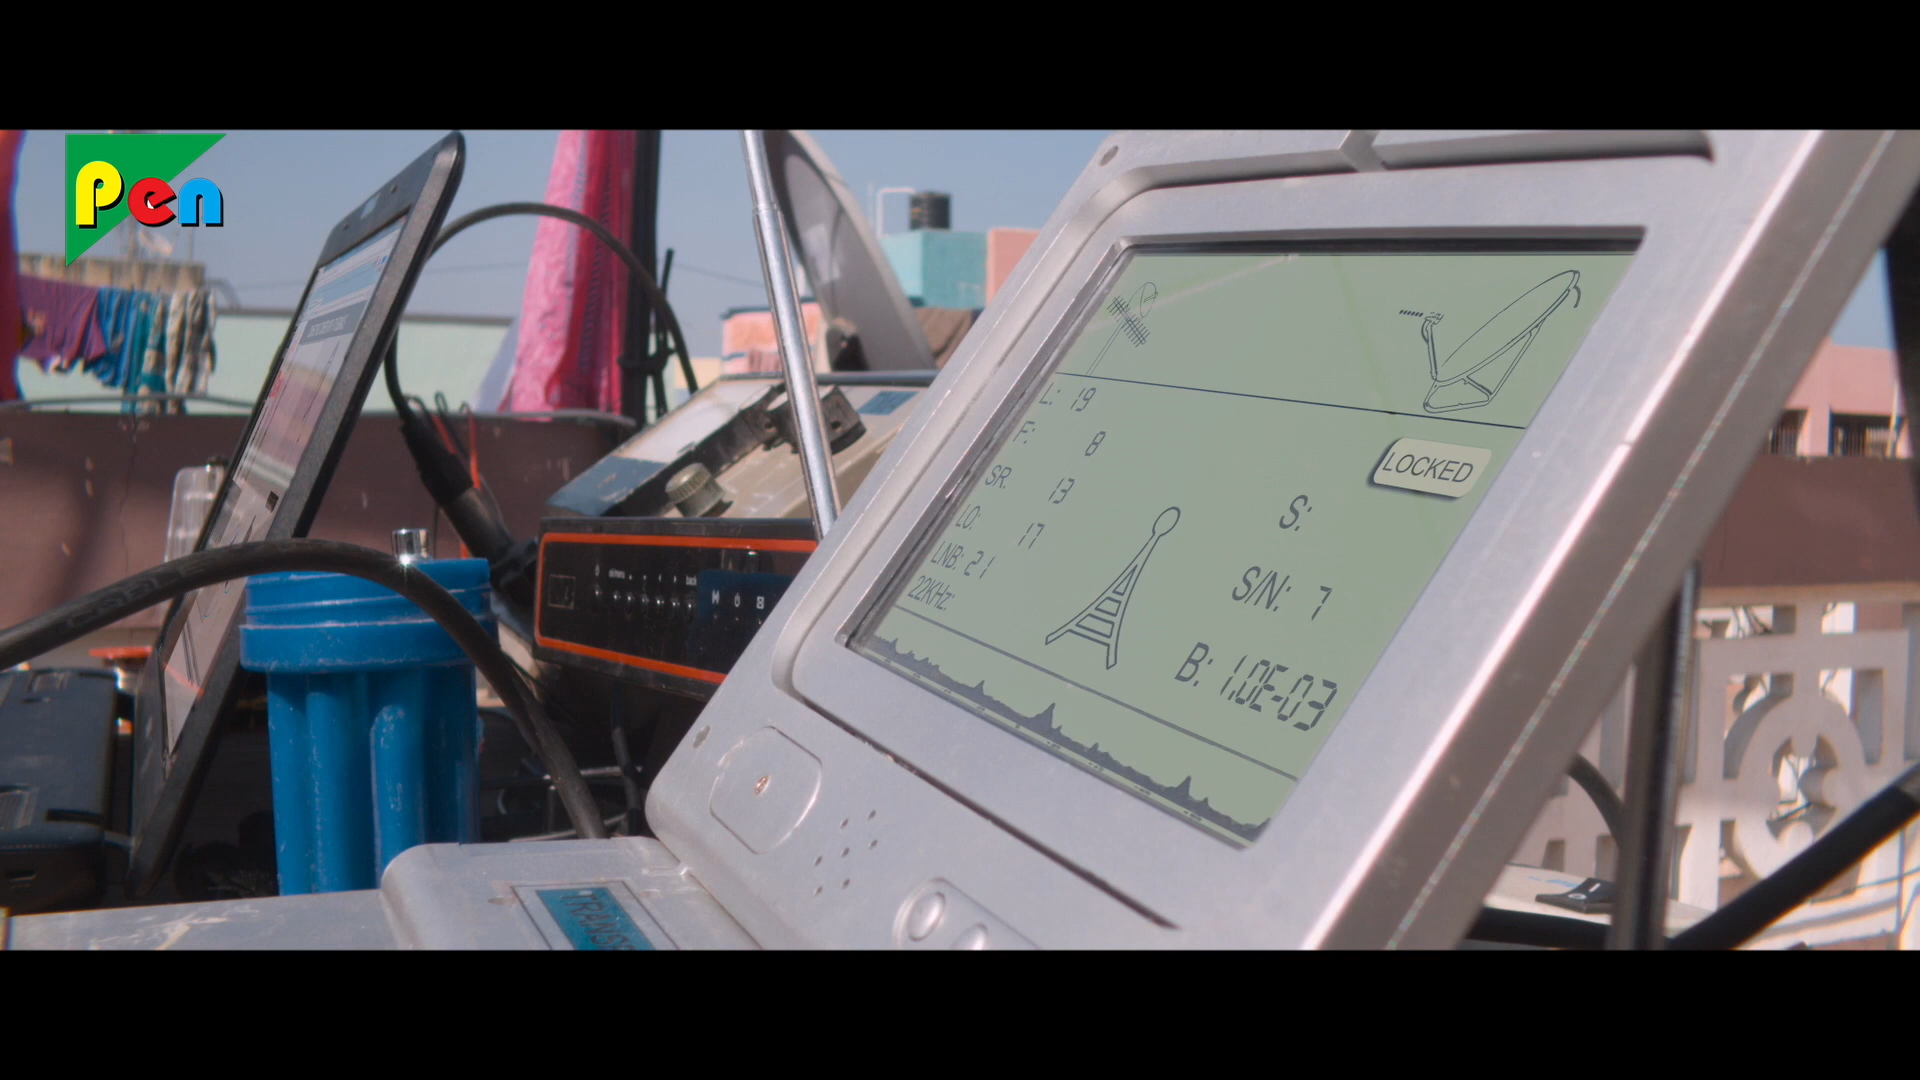 Pen
L: 19
F: 8
SR. 13
LO: 17
LNB: 21
22KHz:
LOCKED
S:
S/N: 7
B: 1.0E-03